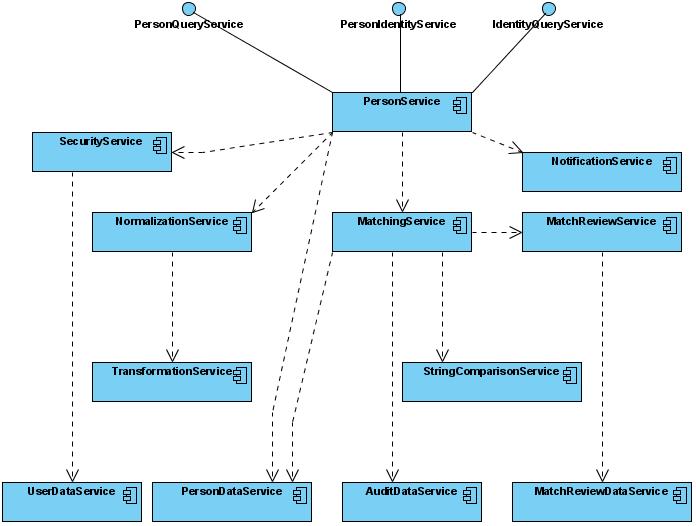 PersonQueryService
PersonIdentityService
IdentityQueryService
PersonService
SecurityService
NotificationService
NormalizationService
MatchingService
MatchReviewService
TransformationService
StringComparisonService
UserDataService
PersonDataService
AuditDataService
MatchReviewDataService